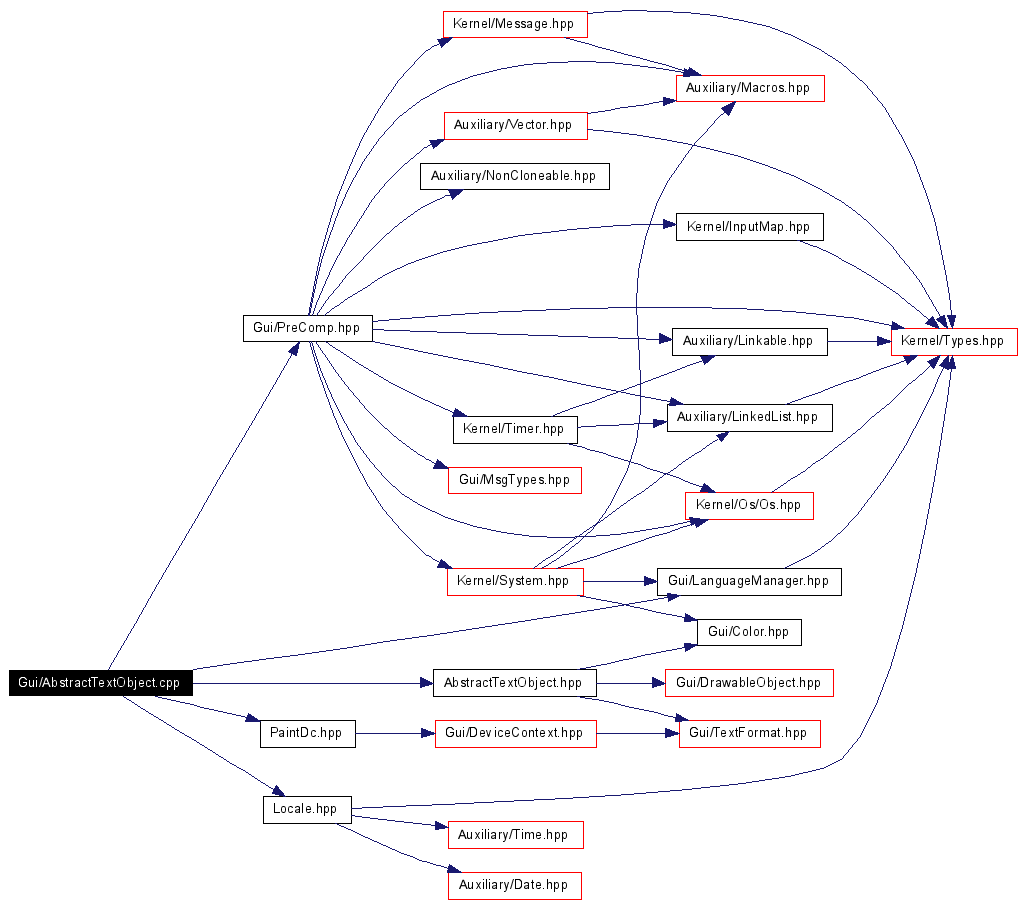 Kernel/Message.hpp
Auxiliary/Macros.hpp
Auxiliary/Vector.hpp
Auxiliary/NonCloneable.hpp
Kernel/InputMap.hpp
Gui/PreComp.hpp
Auxiliary/Linkable.hpp
Kernel/Types.hpp
Auxiliary/LinkedList.hpp
Kernel/Timer.hpp
Gui/MsgTypes.hpp
Kernel/Os/Os.hpp
Kernel/System.hpp
Gui/LanguageManager.hpp
Gui/Color.hpp
Gui/AbstractTextObject.cpp
AbstractTextObject.hpp
Gui/DrawableObject.hpp
PaintDc.hpp
Gui/DeviceContext.hpp
Gui/TextFormat.hpp
Locale.hpp
Auxiliary/Time.hpp
Auxiliary/Date.hpp